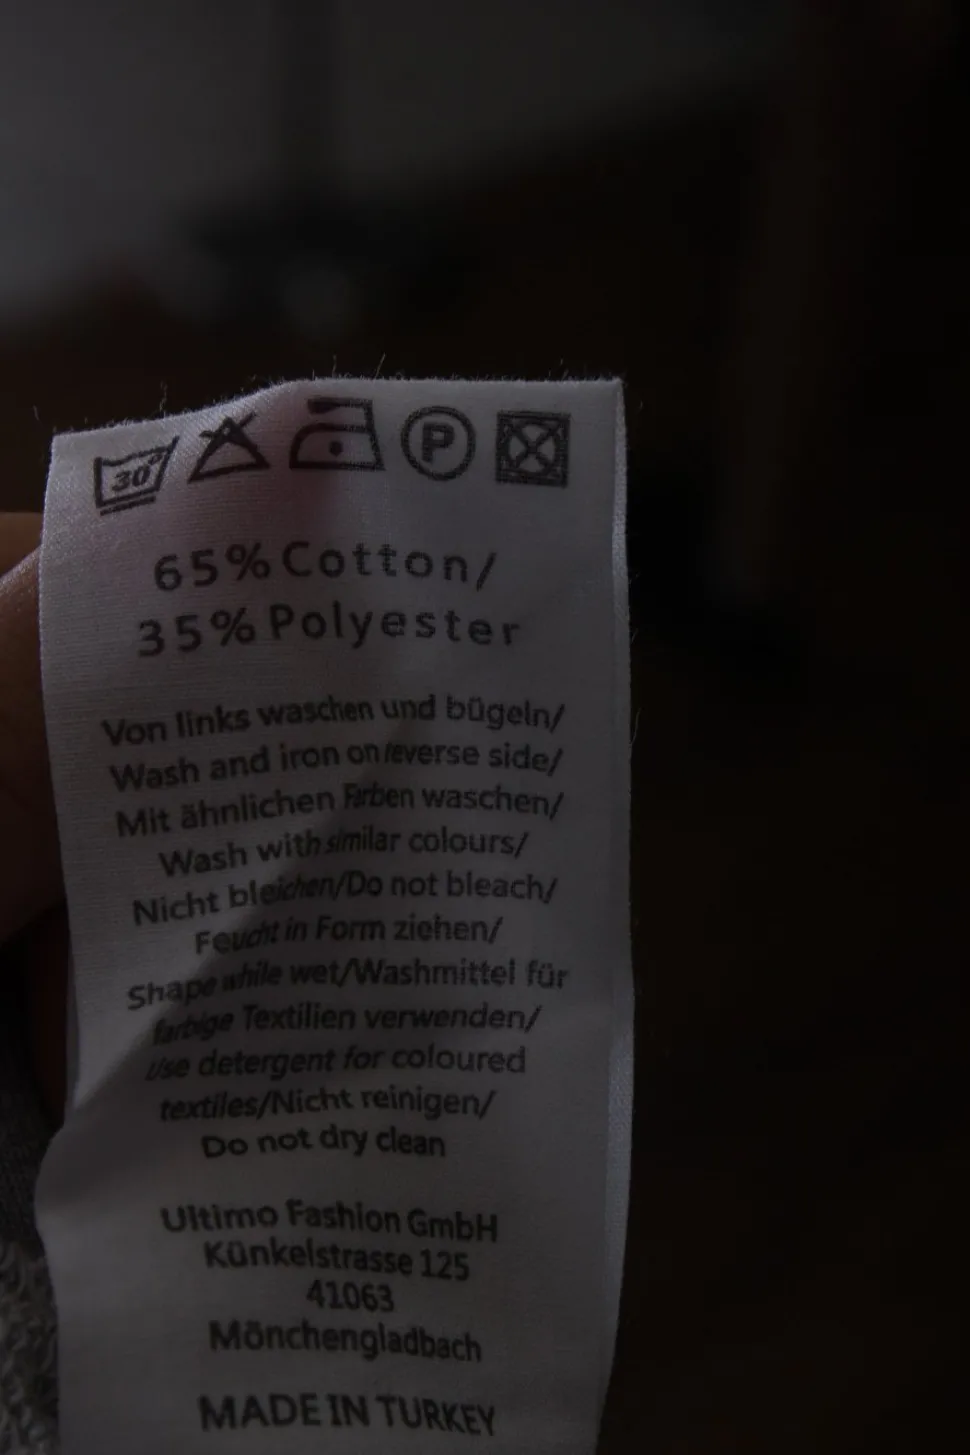 30°
P
65% Cotton/
35% Polyester
Von links waschen und bügeln/
Wash and iron on reverse side/
Mit ähnlichen Farben waschen/
Wash with similar colours/
Nicht bleichen/Do not bleach/
Feucht in Form ziehen/
Shape while wet/Washmittel für
farbige Textilien verwenden/
Use detergent for coloured
textiles/Nicht reinigen/
Do not dry clean
Ultimo Fashion GmbH
Künkelstrasse 125
41063
Mönchengladbach
MADE IN TURKEY